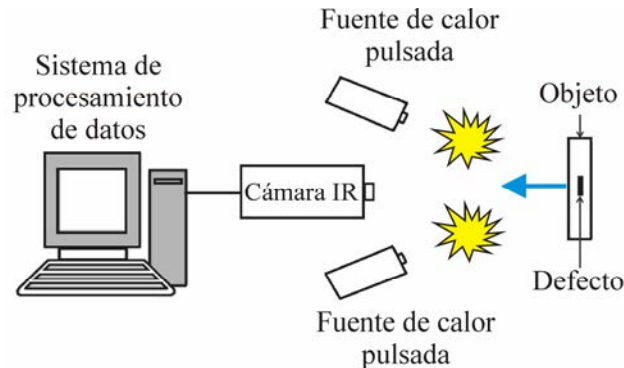 Fuente de calor
pulsada
Sistema de
procesamiento
de datos
Objeto
Cámara IR
Defecto
Fuente de calor
pulsada